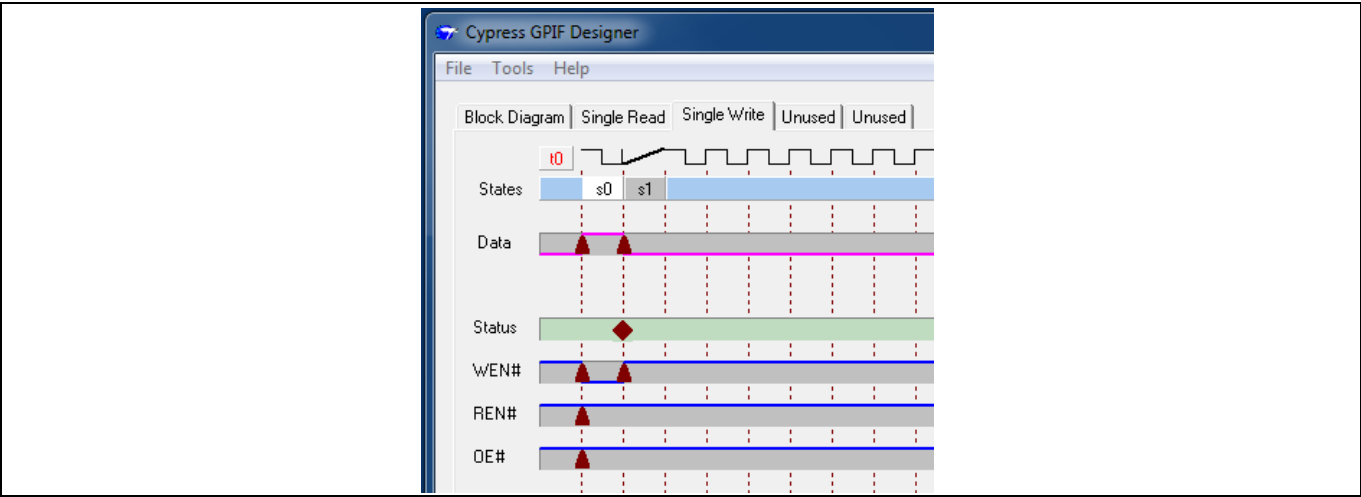 Cypress GPIF Designer
File Tools Help
Block Diagram Single Read Single Write Unused Unused
t0
States s0 s1
Data
Status
WEN#
REN#
OE#